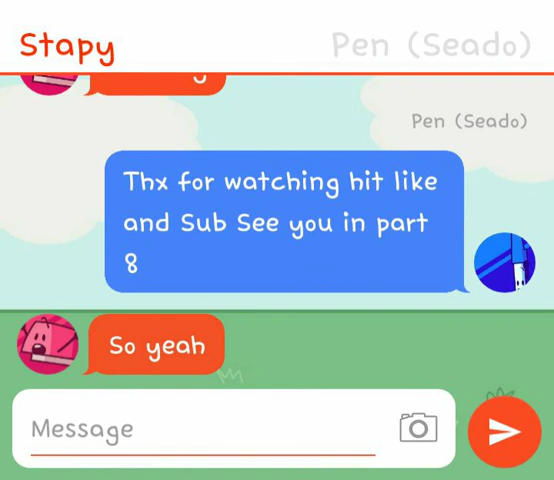 Stapy
Pen (Seado)
Pen (Seado)
Thx for watching hit like
and Sub See you in part
8
So yeah
Message